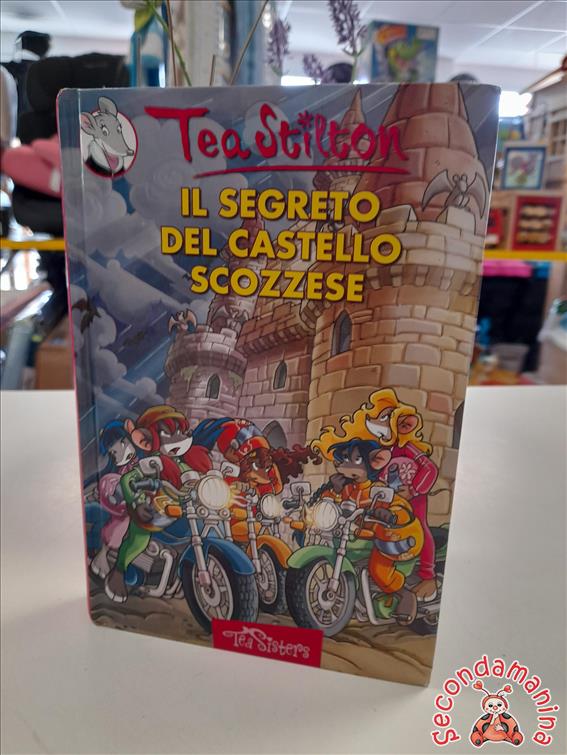 Tea Stilton
IL SEGRETO
DEL CASTELLO
SCOZZESE
Tea Sisters
Secondamanina